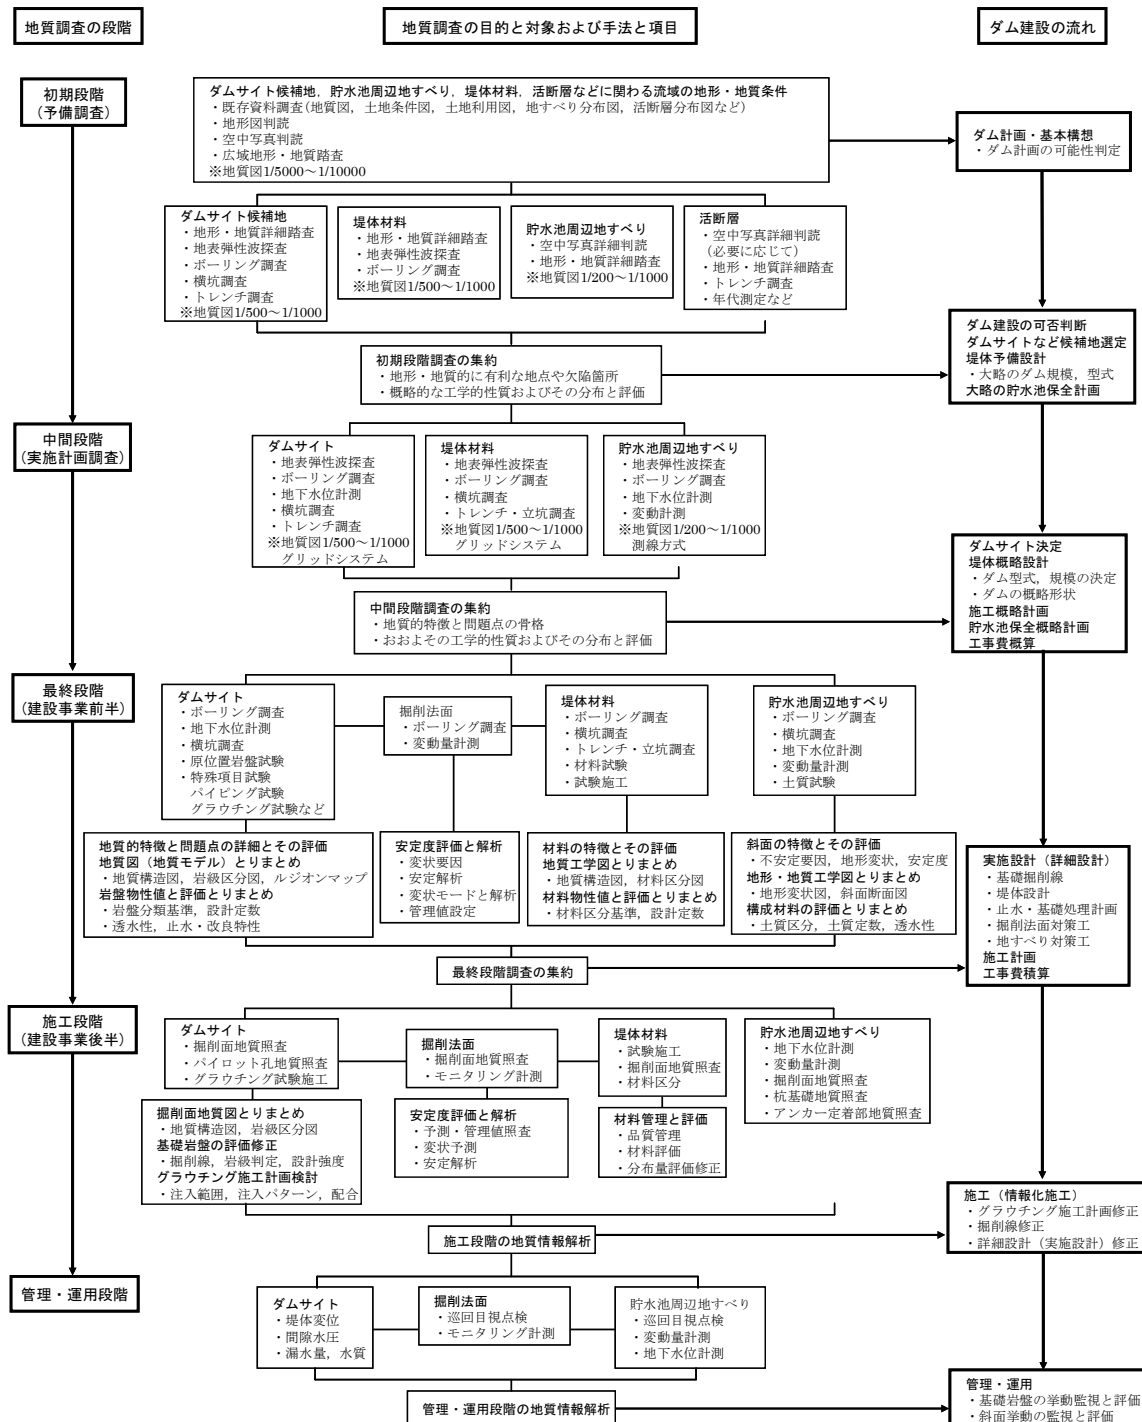 地質調査の段階
地質調査の目的と対象および手法と項目
ダム建設の流れ
初期段階
(予備調査)
ダムサイト候補地，貯水池周辺地すべり，堤体材料，活断層などに関わる流域の地形・地質条件
・既存資料調査(地質図，土地条件図，土地利用図，地すべり分布図，活断層分布図など)
・地形図判読
・空中写真判読
・広域地形・地質踏査
※地質図1/5000～1/10000
ダム計画・基本構想
・ダム計画の可能性判定
ダムサイト候補地
・地形・地質詳細踏査
・地表弾性波探査
・ボーリング調査
・横坑調査
・トレンチ調査
※地質図1/500～1/1000
堤体材料
・地形・地質詳細踏査
・地表弾性波探査
・ボーリング調査
※地質図1/500～1/1000
貯水池周辺地すべり
・空中写真詳細判読
・地形・地質詳細踏査
※地質図1/200～1/1000
活断層
・空中写真詳細判読
(必要に応じて)
・地形・地質詳細踏査
・トレンチ調査
・年代測定など
初期段階調査の集約
・地形・地質的に有利な地点や欠陥箇所
・概略的な工学的性質およびその分布と評価
ダム建設の可否判断
ダムサイトなど候補地選定
堤体予備設計
・大略のダム規模，型式
大略の貯水池保全計画
中間段階
(実施計画調査)
ダムサイト
・地表弾性波探査
・ボーリング調査
・地下水位計測
・横坑調査
・トレンチ調査
※地質図1/500～1/1000
グリッドシステム
堤体材料
・地表弾性波探査
・ボーリング調査
・横坑調査
・トレンチ・立坑調査
※地質図1/500～1/1000
グリッドシステム
貯水池周辺地すべり
・地表弾性波探査
・ボーリング調査
・地下水位計測
・変動計測
※地質図1/200～1/1000
測線方式
中間段階調査の集約
・地質的特徴と問題点の骨格
・おおよその工学的性質およびその分布と評価
ダムサイト決定
堤体概略設計
・ダム型式，規模の決定
・ダムの概略形状
施工概略計画
貯水池保全概略計画
工事費概算
最終段階
(建設事業前半)
ダムサイト
・ボーリング調査
・地下水位計測
・横坑調査
・原位置岩盤試験
・特殊項目試験
パイピング試験
グラウチング試験など
掘削法面
・ボーリング調査
・変動量計測
堤体材料
・ボーリング調査
・横坑調査
・トレンチ・立坑調査
・材料試験
・試験施工
貯水池周辺地すべり
・ボーリング調査
・横坑調査
・地下水位計測
・変動量計測
・土質試験
地質的特徴と問題点の詳細とその評価
地質図（地質モデル）とりまとめ
・地質構造図，岩級区分図，ルジオンマップ
岩盤物性値と評価とりまとめ
・岩盤分類基準，設計定数
・透水性，止水・改良特性
安定度評価と解析
・変状要因
・安定解析
・変状モードと解析
・管理値設定
材料の特徴とその評価
地質工学図とりまとめ
・地質構造図，材料区分図
材料物性値と評価とりまとめ
・材料区分基準，設計定数
斜面の特徴とその評価
・不安定要因，地形変状，安定度
地形・地質工学図とりまとめ
・地形変状図，斜面断面図
構成材料の評価とりまとめ
・土質区分，土質定数，透水性
最終段階調査の集約
実施設計（詳細設計）
・基礎掘削線
・堤体設計
・止水・基礎処理計画
・掘削法面対策工
・地すべり対策工
施工計画
工事費積算
施工段階
(建設事業後半)
ダムサイト
・掘削面地質照査
・パイロット孔地質照査
・グラウチング試験施工
掘削法面
・掘削面地質照査
・モニタリング計測
堤体材料
・試験施工
・掘削面地質照査
・材料区分
貯水池周辺地すべり
・地下水位計測
・変動量計測
・掘削面地質照査
・杭基礎地質照査
・アンカー定着部地質照査
掘削面地質図とりまとめ
・地質構造図，岩級区分図
基礎岩盤の評価修正
・掘削線，岩級判定，設計強度
グラウチング施工計画検討
・注入範囲，注入パターン，配合
安定度評価と解析
・予測・管理値照査
・変状予測
・安定解析
材料管理と評価
・品質管理
・材料評価
・分布量評価修正
施工段階の地質情報解析
施工（情報化施工）
・グラウチング施工計画修正
・掘削線修正
・詳細設計（実施設計）修正
管理・運用段階
ダムサイト
・堤体変位
・間隙水圧
・漏水量，水質
掘削法面
・巡回目視点検
・モニタリング計測
貯水池周辺地すべり
・巡回目視点検
・変動量計測
・地下水位計測
管理・運用段階の地質情報解析
管理・運用
・基礎岩盤の挙動監視と評価
・斜面挙動の監視と評価